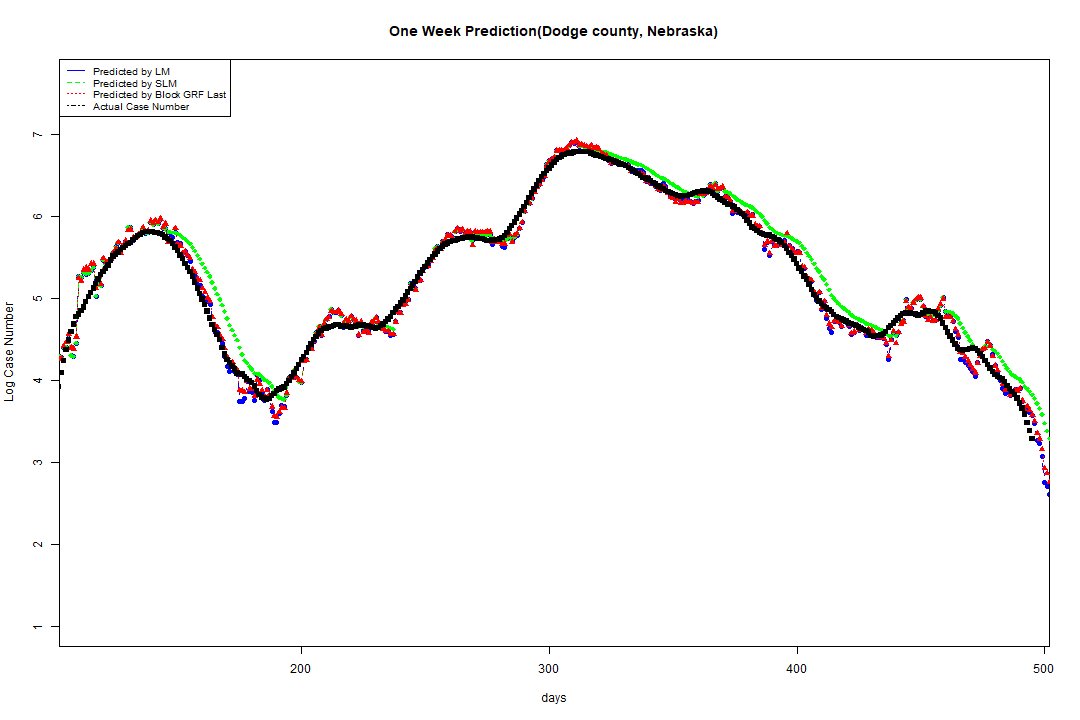 One Week Prediction(Dodge county, Nebraska)
Predicted by LM
Predicted by SLM
Predicted by Block GRF Last
Actual Case Number
7
6
5
4
3
2
1
Log Case Number
200
300
400
500
days